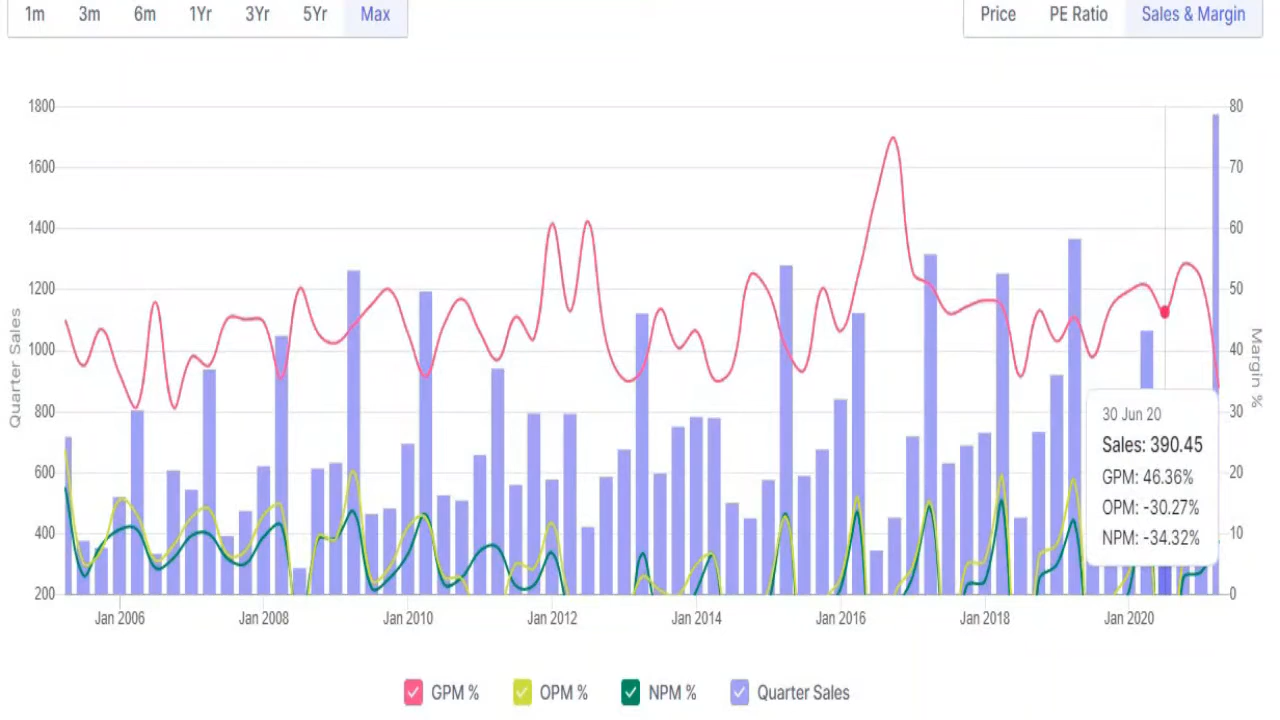 1m 3m 6m 1Yr 3Yr 5Yr Max Price PE Ratio Sales & Margin
1800 80
1600 70
1400 60
1200 50
1000 40
800 30
600 20
400 10
200 0
Quarter Sales
Margin %
30 Jun 20
Sales: 390.45
GPM: 46.36%
OPM: -30.27%
NPM: -34.32%
Jan 2006 Jan 2008 Jan 2010 Jan 2012 Jan 2014 Jan 2016 Jan 2018 Jan 2020
GPM % OPM % NPM % Quarter Sales